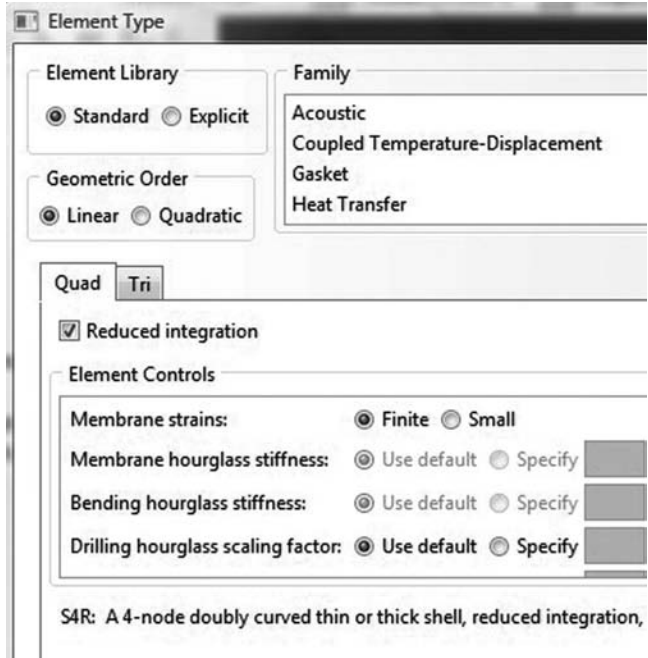 Element Type
Element Library
Standard Explicit
Geometric Order
Linear Quadratic
Family
Acoustic
Coupled Temperature-Displacement
Gasket
Heat Transfer
Quad Tri
Reduced integration
Element Controls
Membrane strains: Finite Small
Membrane hourglass stiffness: Use default Specify
Bending hourglass stiffness: Use default Specify
Drilling hourglass scaling factor: Use default Specify
S4R: A 4-node doubly curved thin or thick shell, reduced integration,